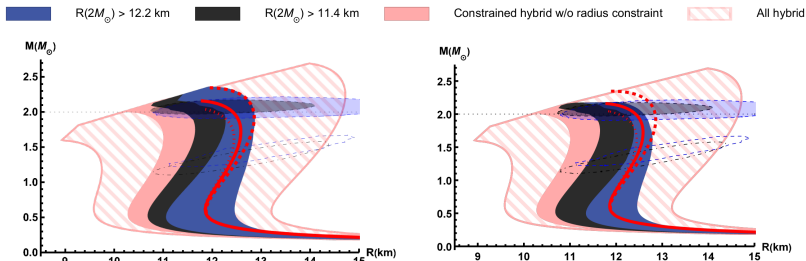 R(2M⊙) > 12.2 km R(2M⊙) > 11.4 km Constrained hybrid w/o radius constraint All hybrid
M(M⊙) M(M⊙)
2.5 2.5
2.0 2.0
1.5 1.5
1.0 1.0
0.5 0.5
0.0 0.0
R(km) R(km)
9 10 11 12 13 14 15 9 10 11 12 13 14 15